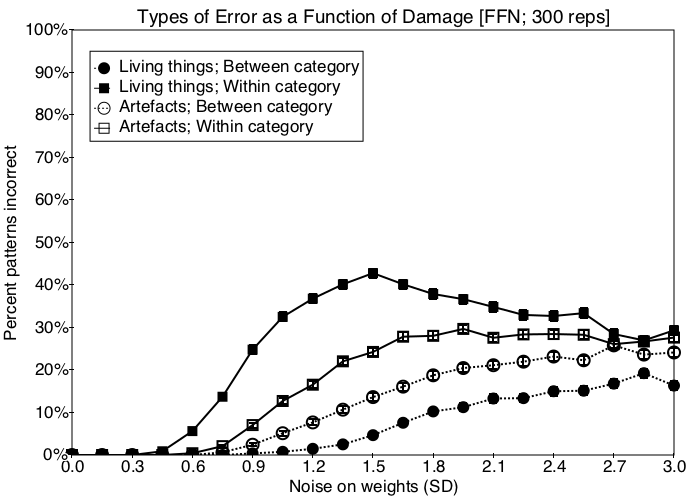 Types of Error as a Function of Damage [FFN; 300 reps]
100%
90%
80%
70%
60%
50%
40%
30%
20%
10%
0%
Percent patterns incorrect
Living things; Between category
Living things; Within category
Artefacts; Between category
Artefacts; Within category
0.0 0.3 0.6 0.9 1.2 1.5 1.8 2.1 2.4 2.7 3.0
Noise on weights (SD)